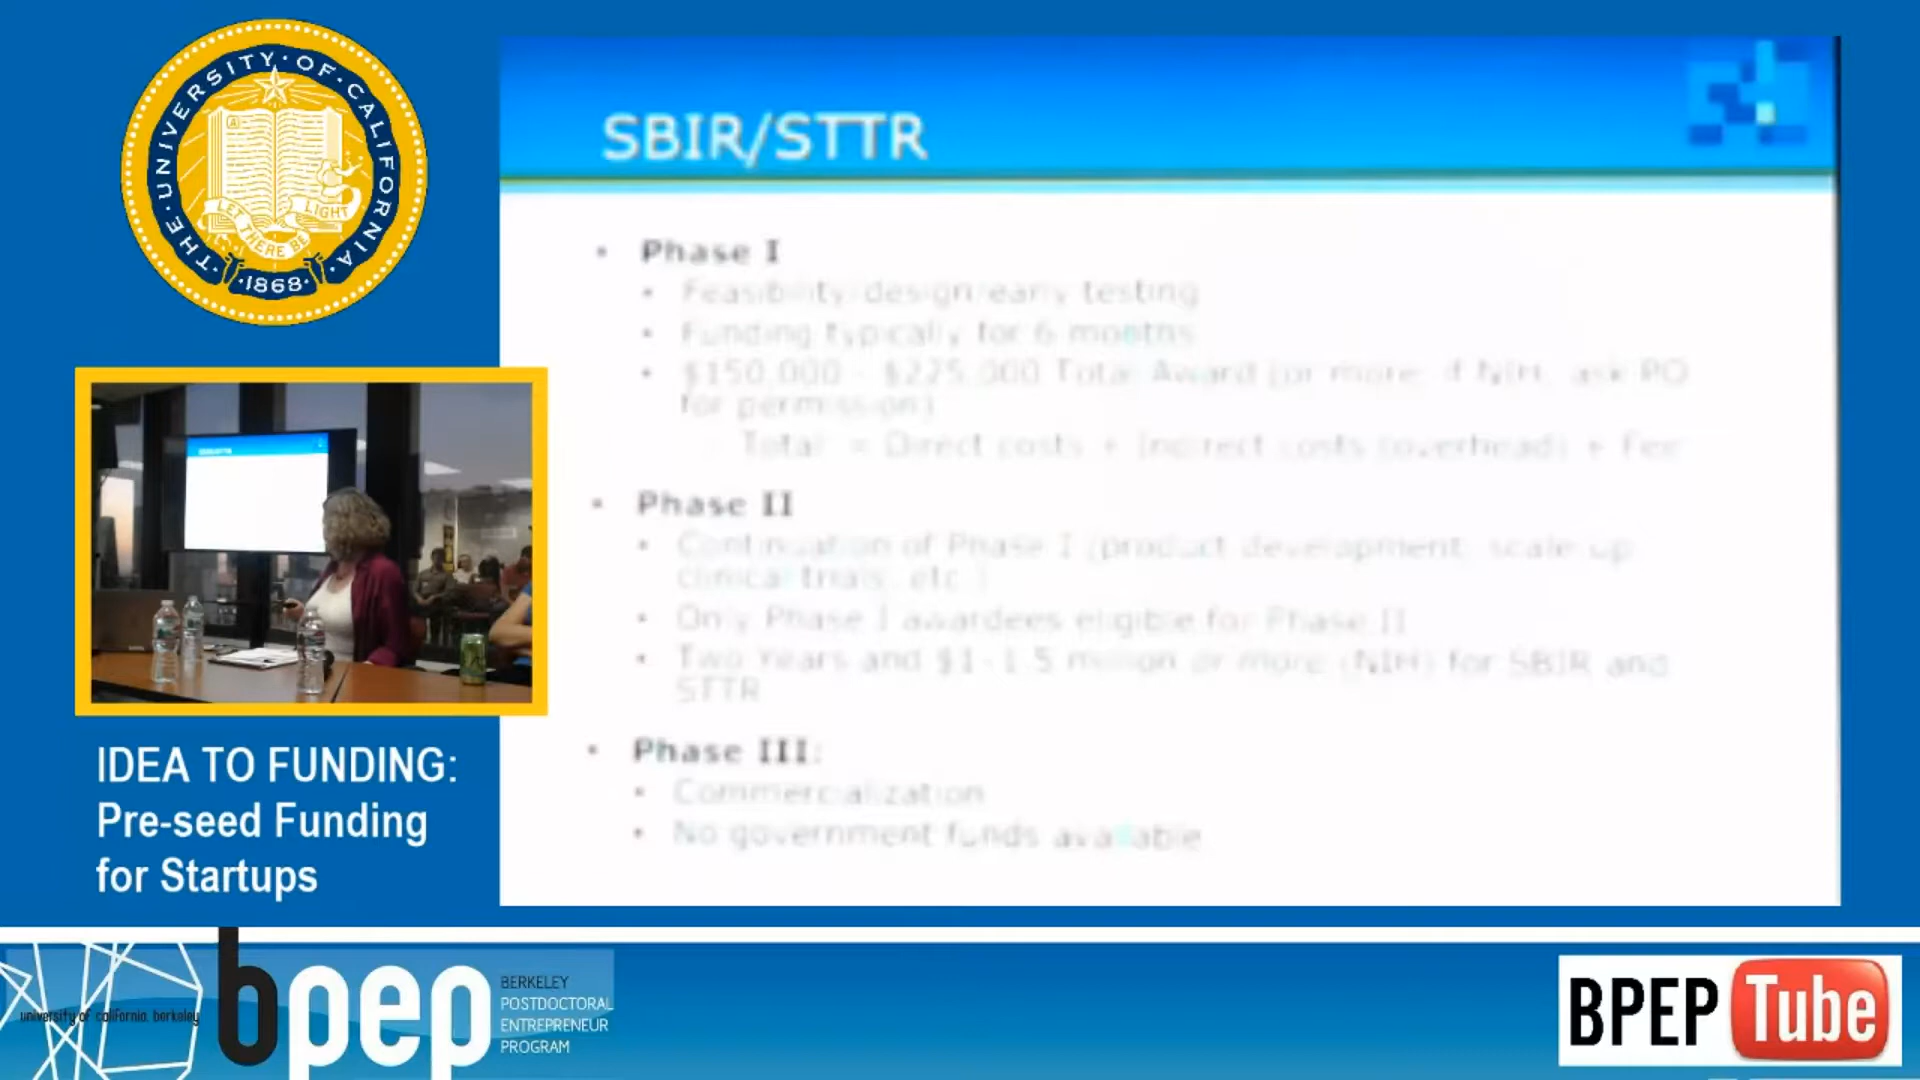 THE · UNIVERSITY · OF · CALIFORNIA
LET THERE BE LIGHT
· 1868 ·
A
SBIR/STTR
Phase I
Feasibility/design/early testing
Funding typically for 6 months
$150,000 - $225,000 Total Award (or more, if NIH, ask PO
for permission)
Total = Direct costs + Indirect costs (overhead) + Fee
Phase II
Continuation of Phase I (product development, scale up,
clinical trials, etc.)
Only Phase I awardees eligible for Phase II
Two Years and $1-1.5 million or more (NIH) for SBIR and
STTR
Phase III:
Commercialization
No government funds available
IDEA TO FUNDING:
Pre-seed Funding
for Startups
university of california, berkeley
bpep
BERKELEY
POSTDOCTORAL
ENTREPRENEUR
PROGRAM
BPEP Tube